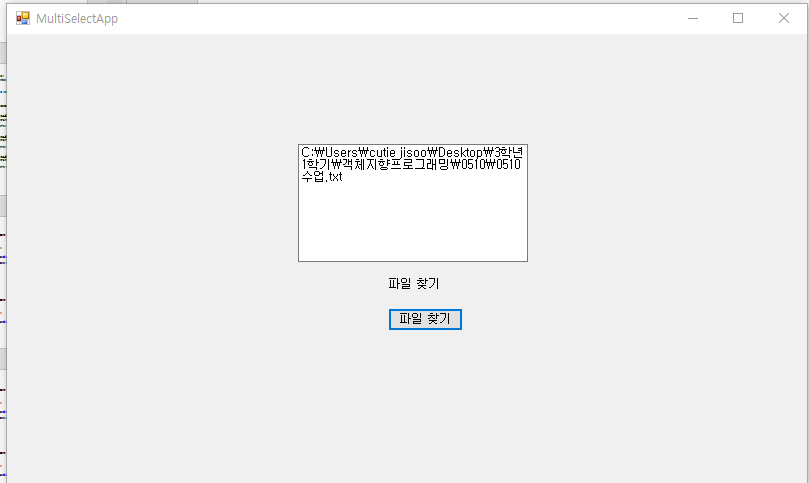 MultiSelectApp
C:₩Users₩cutie jisoo₩Desktop₩3학년
1학기₩객체지향프로그래밍₩0510₩0510
수업.txt
파일 찾기
파일 찾기